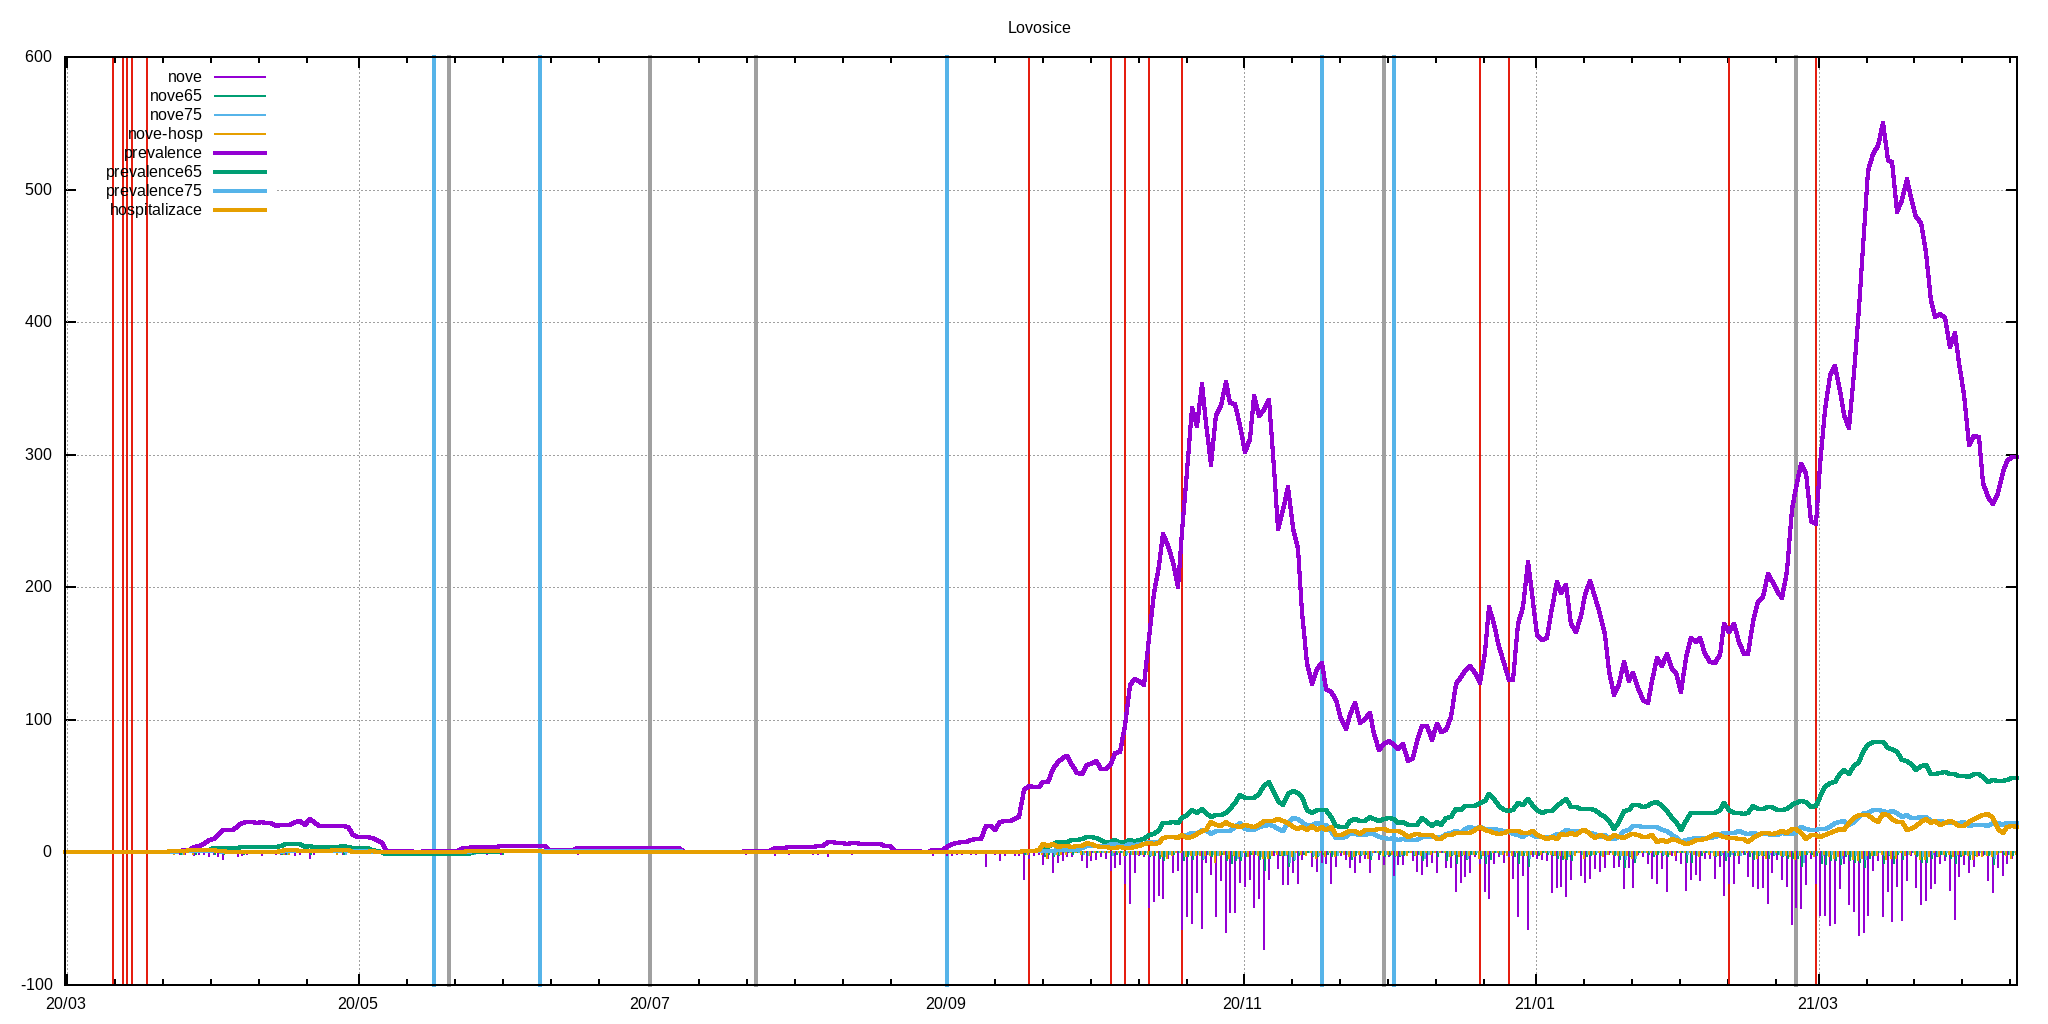 Lovosice
600
500
400
300
200
100
0
-100
nove
nove65
nove75
nove-hosp
prevalence
prevalence65
prevalence75
hospitalizace
20/03 20/05 20/07 20/09 20/11 21/01 21/03